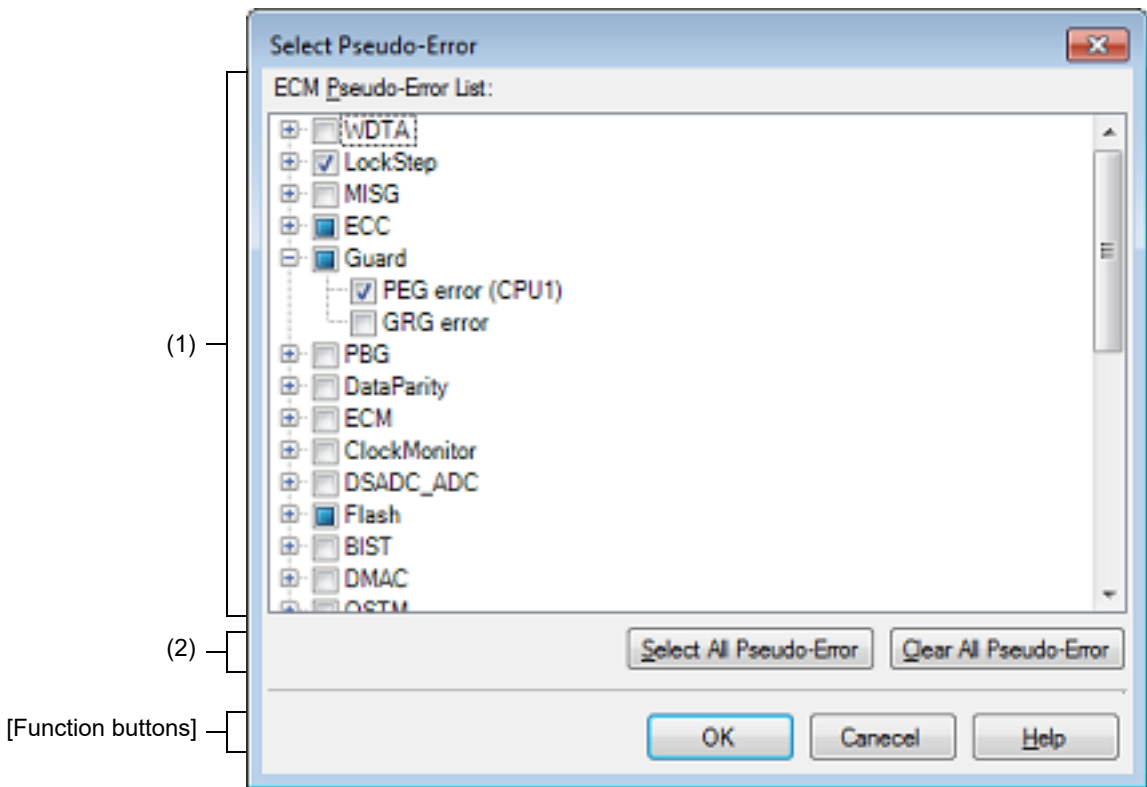 Select Pseudo-Error
ECM Pseudo-Error List:
WDTA
LockStep
MISG
ECC
Guard
PEG error (CPU1)
GRG error
(1)
PBG
DataParity
ECM
ClockMonitor
DSADC_ADC
Flash
BIST
DMAC
OSTM
(2)
Select All Pseudo-Error
Clear All Pseudo-Error
[Function buttons]
OK
Canecel
Help